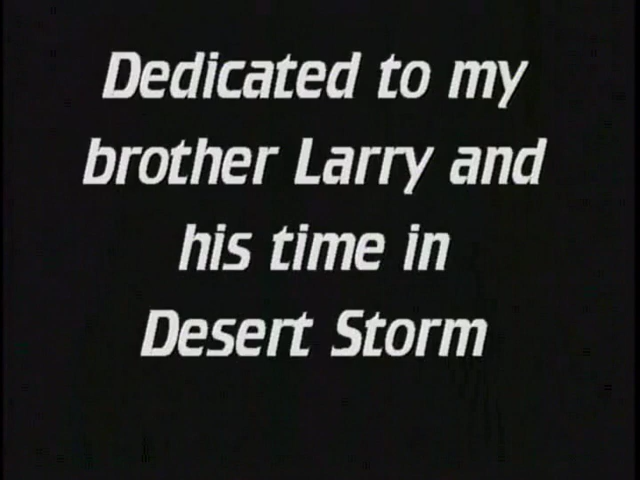 Dedicated to my
brother Larry and
his time in
Desert Storm